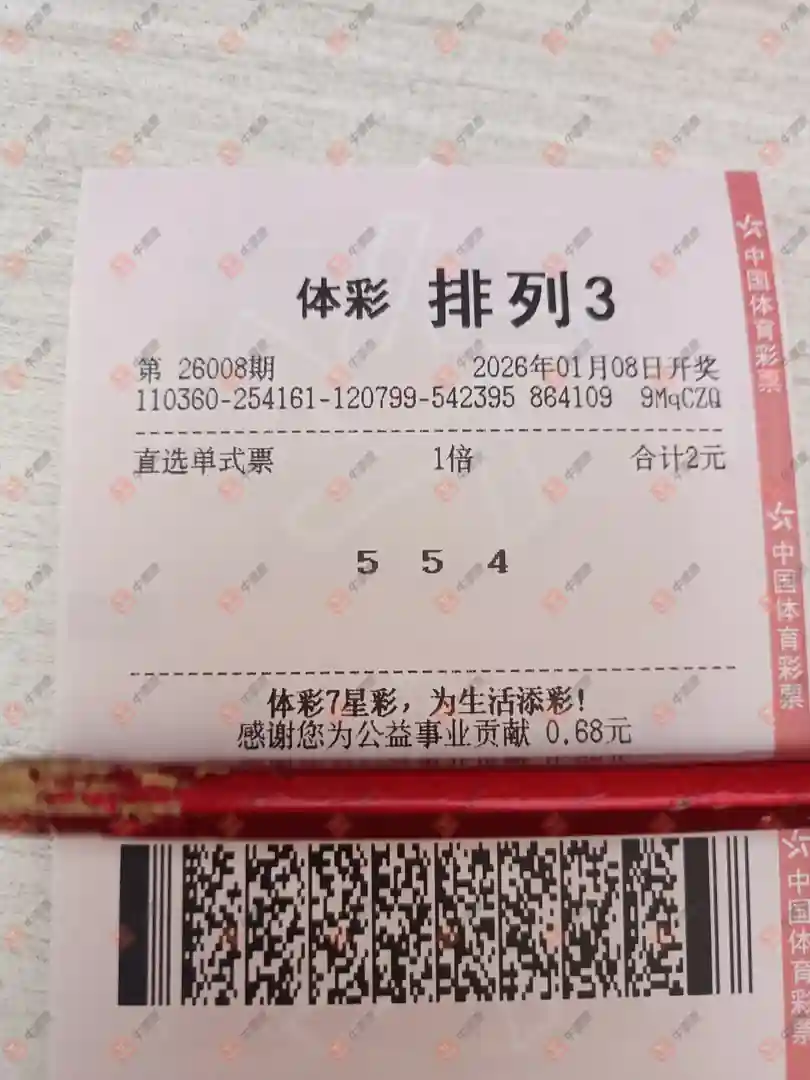 体彩 排列3
第 26008期 2026年01月08日开奖
110360-254161-120799-542395 864109 9MqCZQ
直选单式票 1倍 合计2元
5 5 4
体彩7星彩，为生活添彩!
感谢您为公益事业贡献 0.68元
中国体育彩票
中国体育彩票
中国体育彩票